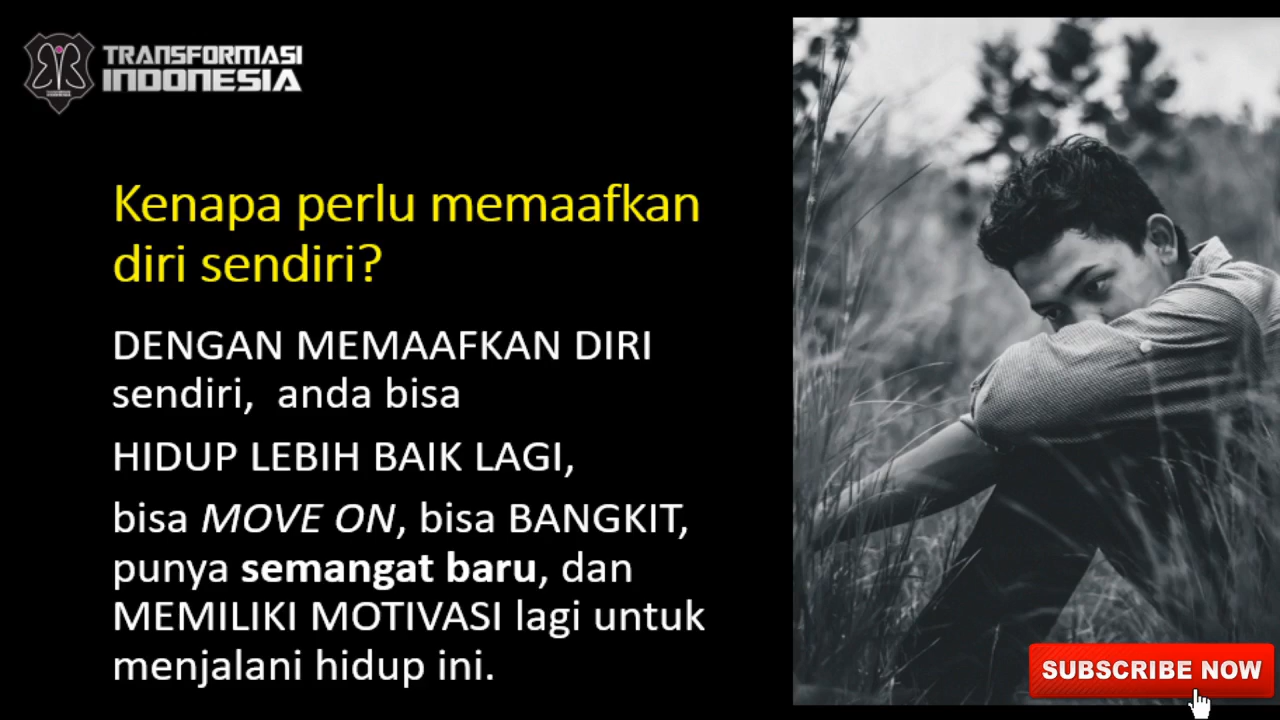 TRANSFORMASI
INDONESIA
Kenapa perlu memaafkan
diri sendiri?
DENGAN MEMAAFKAN DIRI
sendiri, anda bisa
HIDUP LEBIH BAIK LAGI,
bisa MOVE ON, bisa BANGKIT,
punya semangat baru, dan
MEMILIKI MOTIVASI lagi untuk
menjalani hidup ini.
SUBSCRIBE NOW